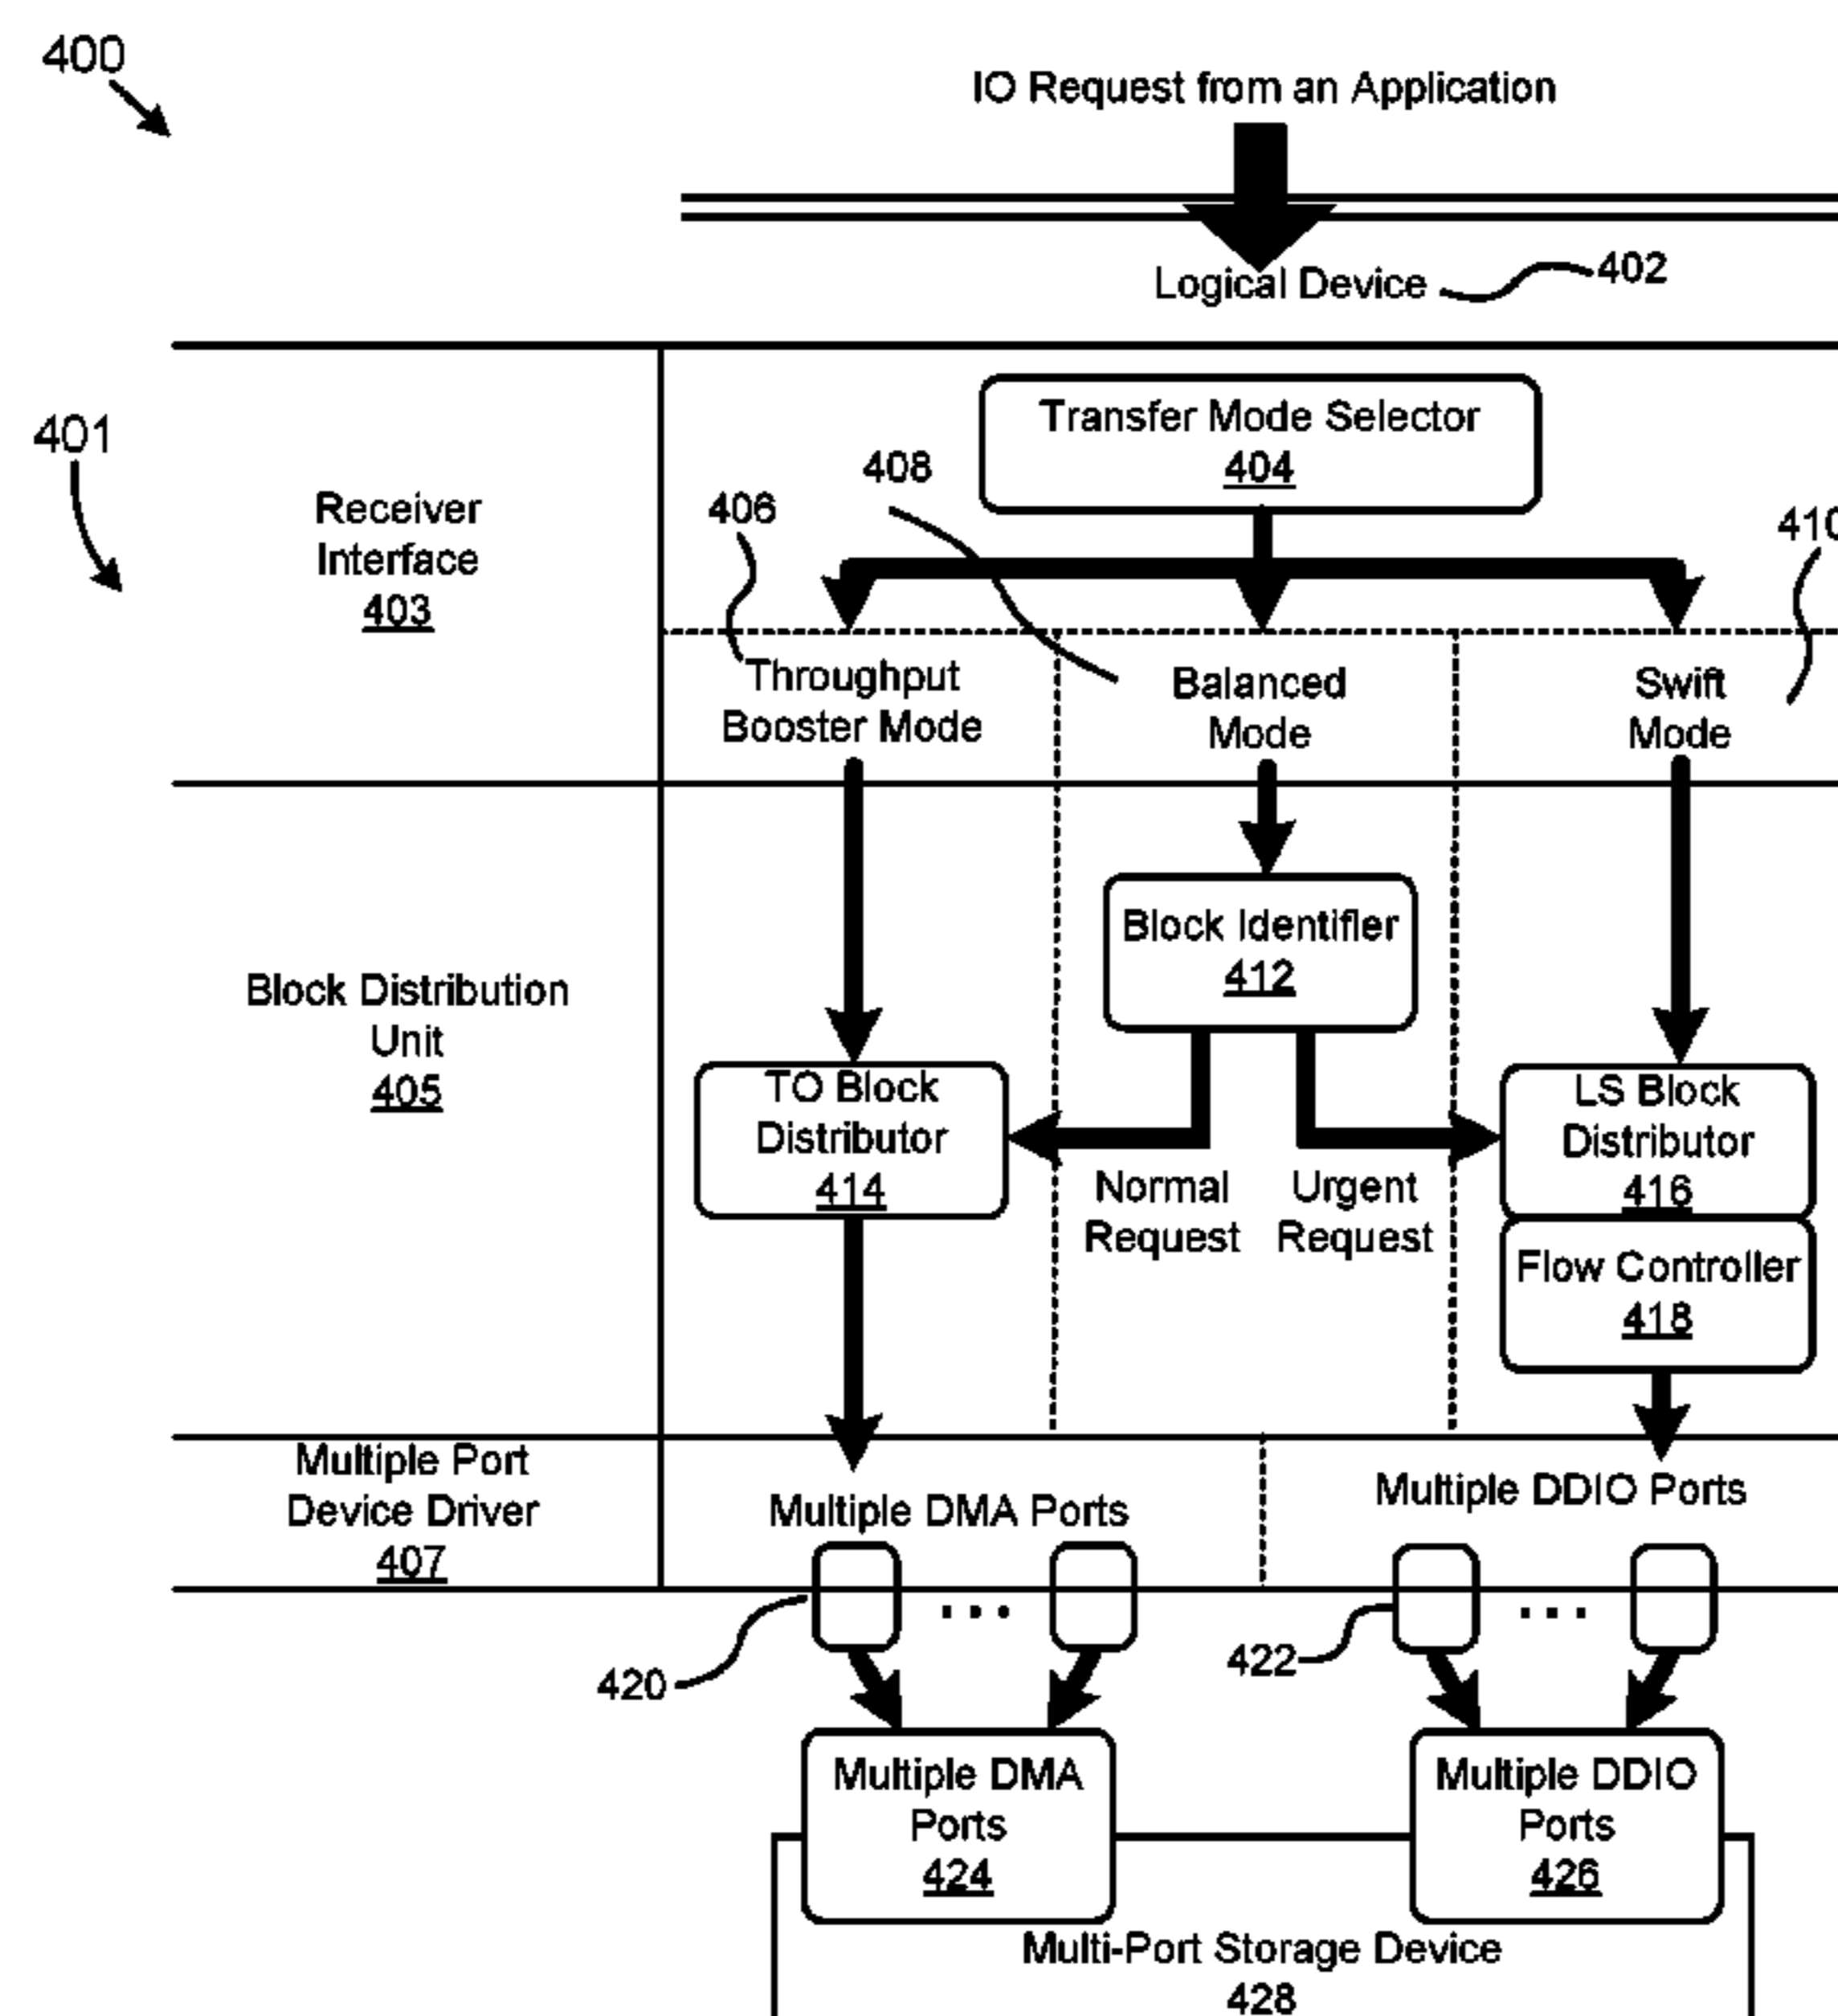 400
IO Request from an Application
Logical Device
402
401
Receiver
Interface
403
Transfer Mode Selector
404
408
406
410
Throughput
Booster Mode
Balanced
Mode
Swift
Mode
Block Distribution
Unit
405
Block Identifier
412
TO Block
Distributor
414
Normal
Request
Urgent
Request
LS Block
Distributor
416
Flow Controller
418
Multiple Port
Device Driver
407
Multiple DMA Ports
Multiple DDIO Ports
...
...
420
422
Multiple DMA
Ports
424
Multiple DDIO
Ports
426
Multi-Port Storage Device
428